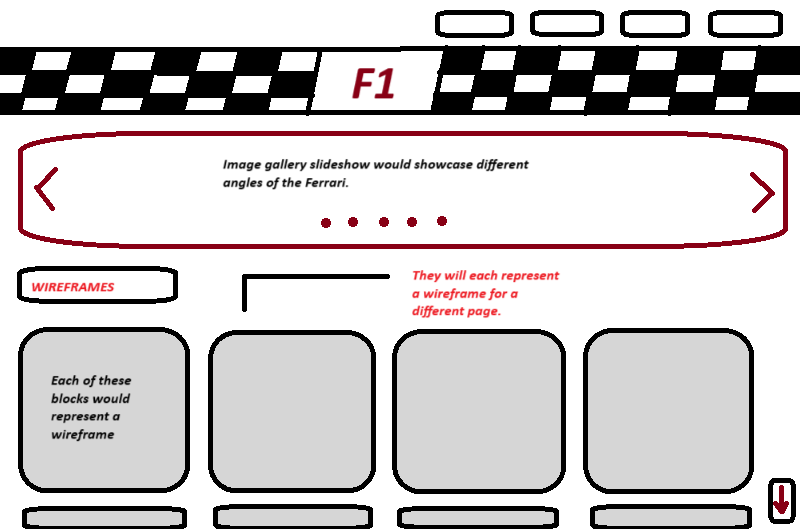 F1
Image gallery slideshow would showcase different
angles of the Ferrari.
WIREFRAMES
They will each represent
a wireframe for a
different page.
Each of these
blocks would
represent a
wireframe